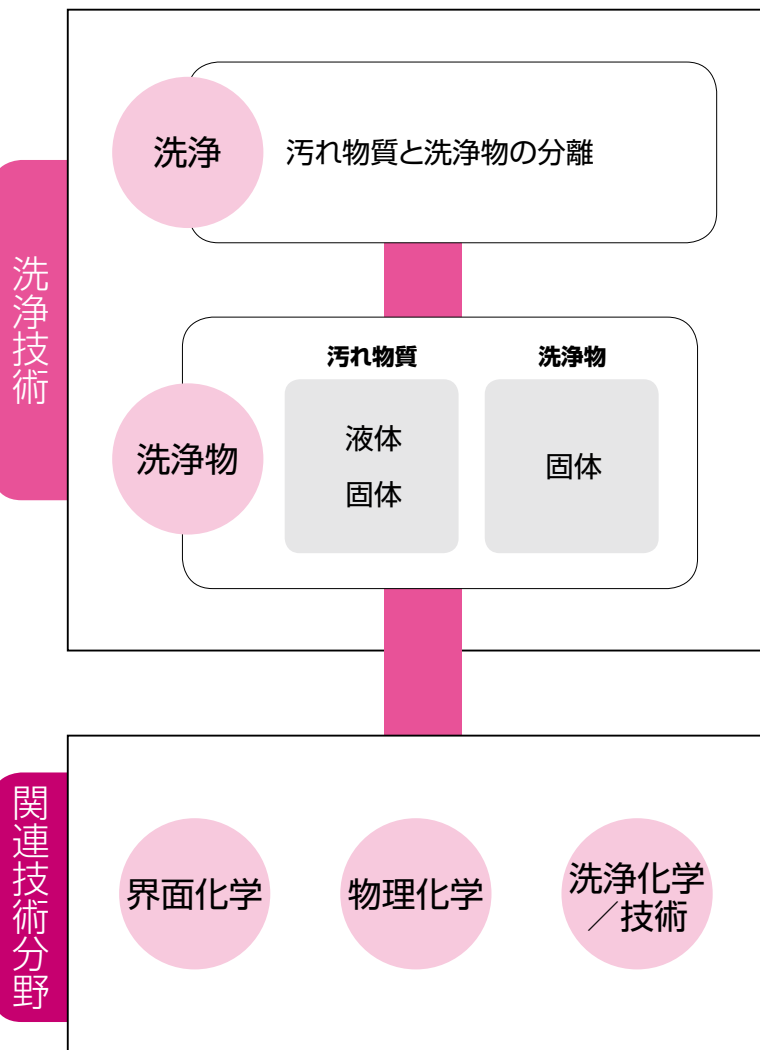 洗浄技術
洗浄
汚れ物質と洗浄物の分離
洗浄物
汚れ物質
液体
固体
洗浄物
固体
関連技術分野
界面化学
物理化学
洗浄化学
／技術